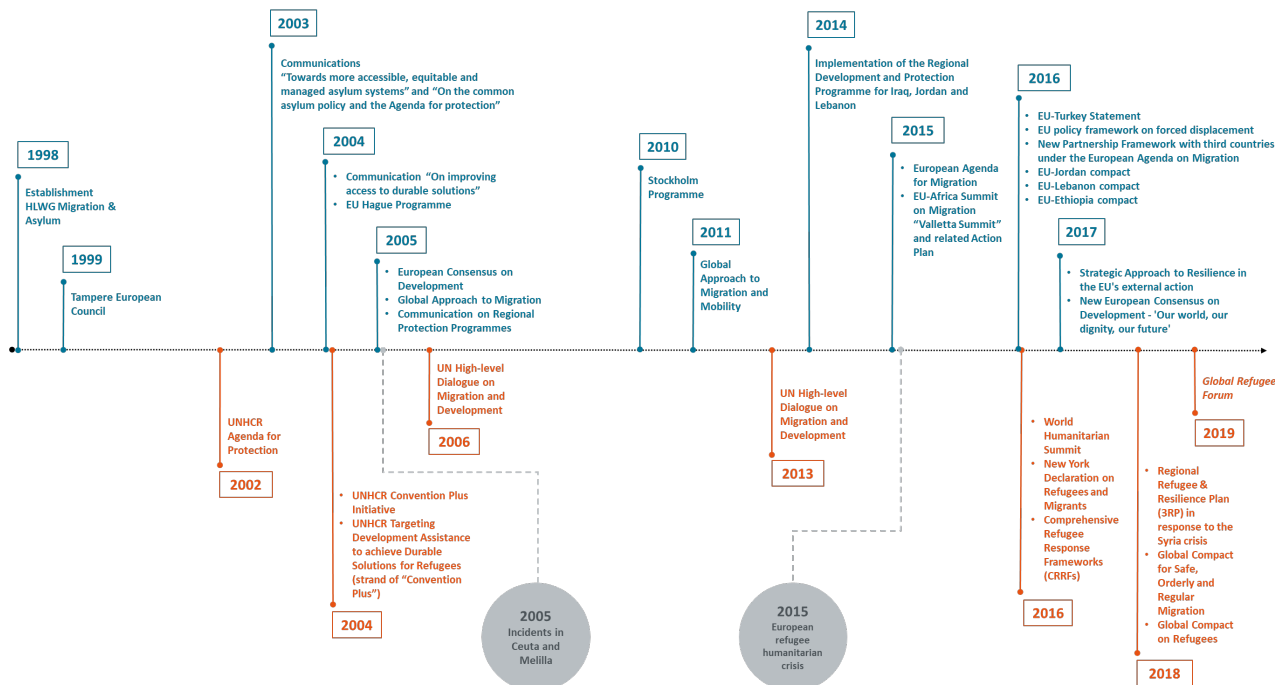 1998
Establishment
HLWG Migration &
Asylum
1999
Tampere European
Council
2003
Communications
“Towards more accessible, equitable and
managed asylum systems” and “On the common
asylum policy and the Agenda for protection”
2004
• Communication “On improving
access to durable solutions”
• EU Hague Programme
2005
• European Consensus on
Development
• Global Approach to Migration
• Communication on Regional
Protection Programmes
2010
Stockholm
Programme
2011
Global
Approach to
Migration and
Mobility
2014
Implementation of the Regional
Development and Protection
Programme for Iraq, Jordan and
Lebanon
2015
• European Agenda
for Migration
• EU-Africa Summit
on Migration
“Valletta Summit”
and related Action
Plan
2016
• EU-Turkey Statement
• EU policy framework on forced displacement
• New Partnership Framework with third countries
under the European Agenda on Migration
• EU-Jordan compact
• EU-Lebanon compact
• EU-Ethiopia compact
2017
• Strategic Approach to Resilience in
the EU's external action
• New European Consensus on
Development - 'Our world, our
dignity, our future'
UNHCR
Agenda for
Protection
2002
• UNHCR Convention Plus
Initiative
• UNHCR Targeting
Development Assistance
to achieve Durable
Solutions for Refugees
(strand of “Convention
Plus”)
2004
UN High-level
Dialogue on
Migration and
Development
2006
2005
Incidents in
Ceuta and
Melilla
UN High-level
Dialogue on
Migration and
Development
2013
2015
European
refugee
humanitarian
crisis
• World
Humanitarian
Summit
• New York
Declaration on
Refugees and
Migrants
• Comprehensive
Refugee
Response
Frameworks
(CRRFs)
2016
• Regional
Refugee &
Resilience Plan
(3RP) in
response to the
Syria crisis
• Global Compact
for Safe,
Orderly and
Regular
Migration
• Global Compact
on Refugees
2018
Global Refugee
Forum
2019